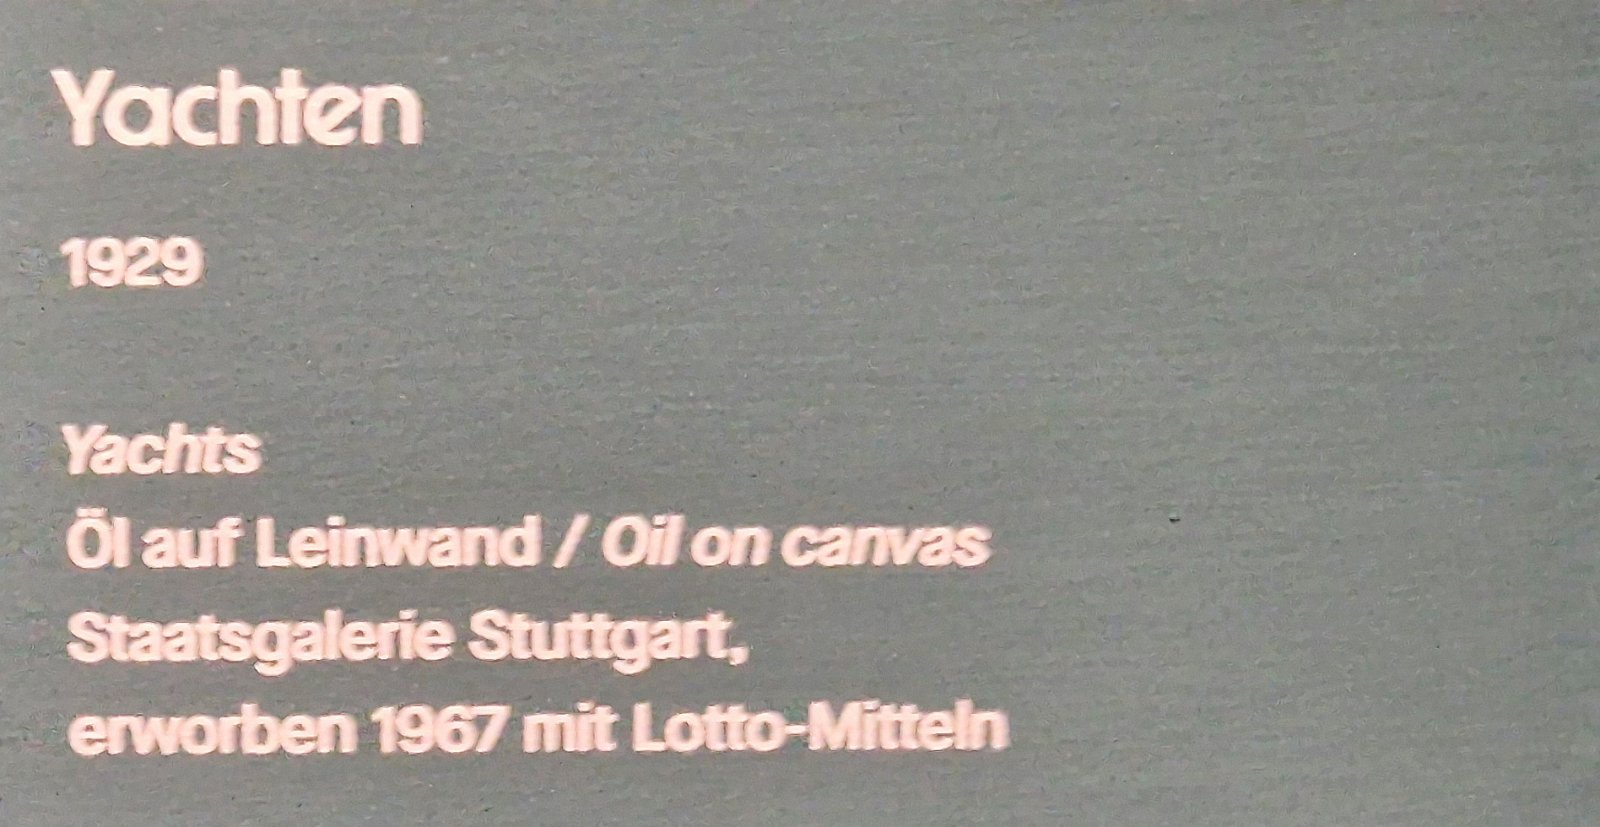 Yachten
1929
Yachts
Öl auf Leinwand / Oil on canvas
Staatsgalerie Stuttgart,
erworben 1967 mit Lotto-Mitteln